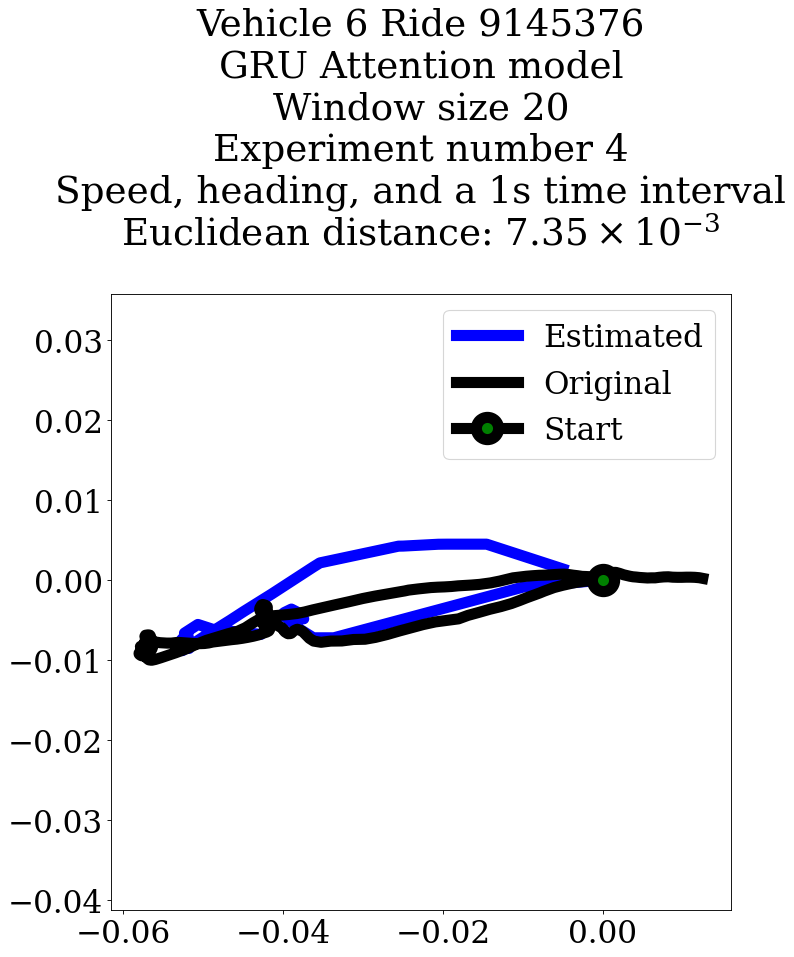 Vehicle 6 Ride 9145376
GRU Attention model
Window size 20
Experiment number 4
Speed, heading, and a 1s time interval
Euclidean distance: 7.35 × 10⁻³
Estimated
Original
Start
0.03
0.02
0.01
0.00
−0.01
−0.02
−0.03
−0.04
−0.06 −0.04 −0.02 0.00